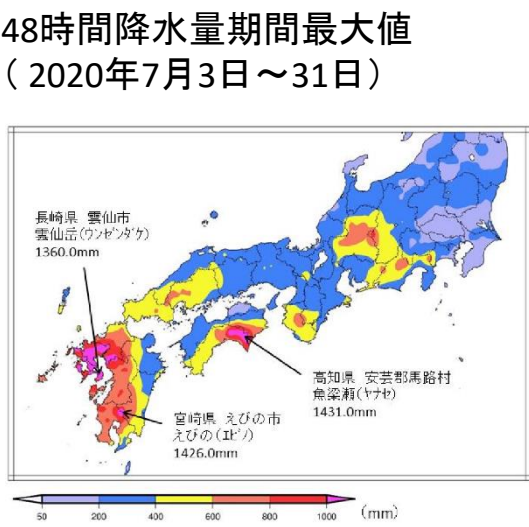 48時間降水量期間最大値
( 2020年7月3日～31日)
長崎県 雲仙市
雲仙岳(ウンゼンダケ)
1360.0mm
高知県 安芸郡馬路村
魚梁瀬(ヤナセ)
1431.0mm
宮崎県 えびの市
えびの(エビノ)
1426.0mm
50 200 400 600 800 1000 (mm)